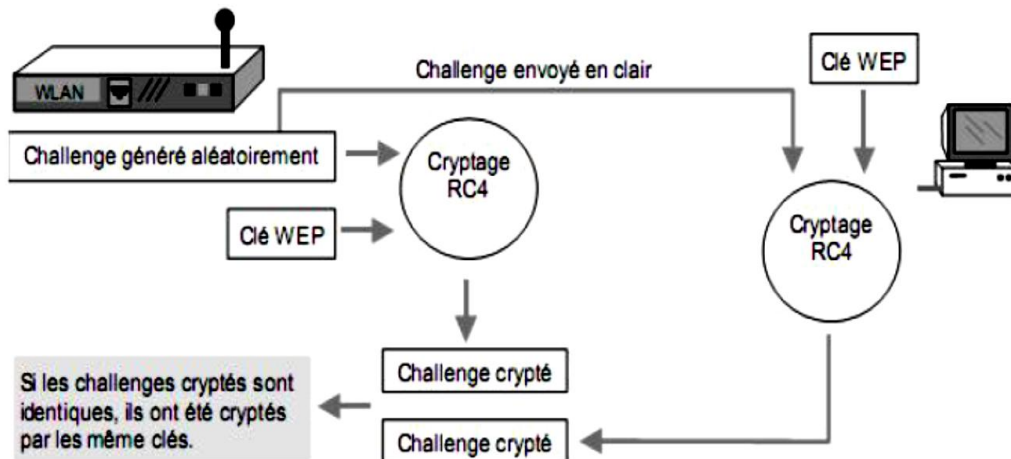 WLAN
Challenge envoyé en clair
Clé WEP
Challenge généré aléatoirement
Cryptage
RC4
Clé WEP
Cryptage
RC4
Challenge crypté
Challenge crypté
Si les challenges cryptés sont
identiques, ils ont été cryptés
par les même clés.